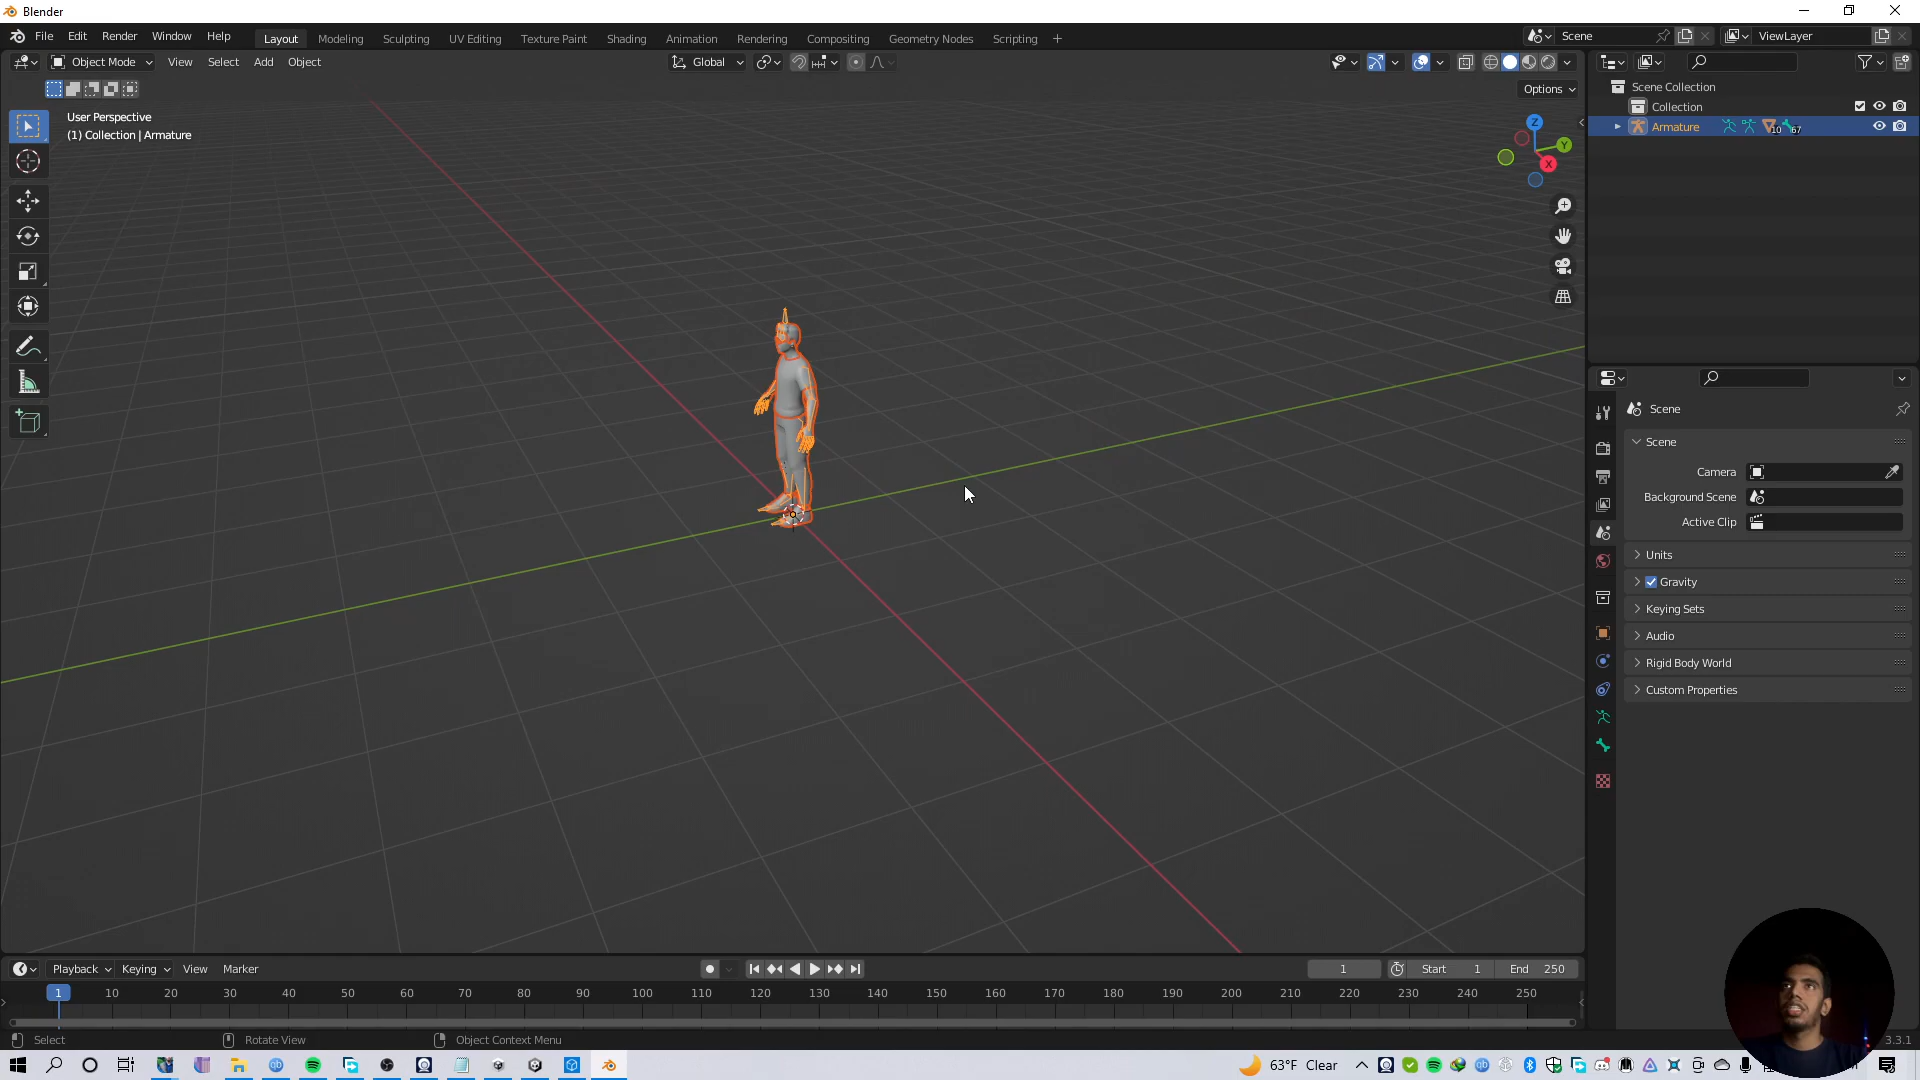 Blender
File Edit Render Window Help Layout Modeling Sculpting UV Editing Texture Paint Shading Animation Rendering Compositing Geometry Nodes Scripting + Scene ViewLayer
Object Mode View Select Add Object Global
Options
User Perspective
(1) Collection | Armature
Z
Y
X
Scene Collection
Collection
Armature 10 67
Scene
Scene
Camera
Background Scene
Active Clip
Units
Gravity
Keying Sets
Audio
Rigid Body World
Custom Properties
Playback Keying View Marker 1 Start 1 End 250
1 10 20 30 40 50 60 70 80 90 100 110 120 130 140 150 160 170 180 190 200 210 220 230 240 250
Select Rotate View Object Context Menu 3.3.1
63°F Clear